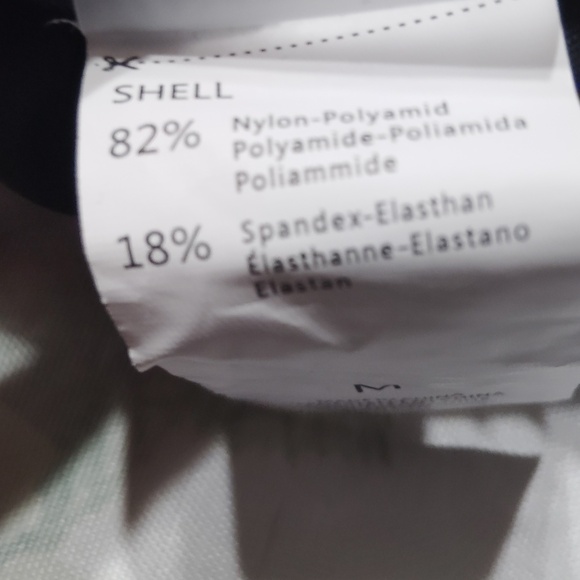 SHELL
82% Nylon-Polyamid
Polyamide-Poliamida
Poliammide
18% Spandex-Elasthan
Élasthanne-Elastano
Elastan
M